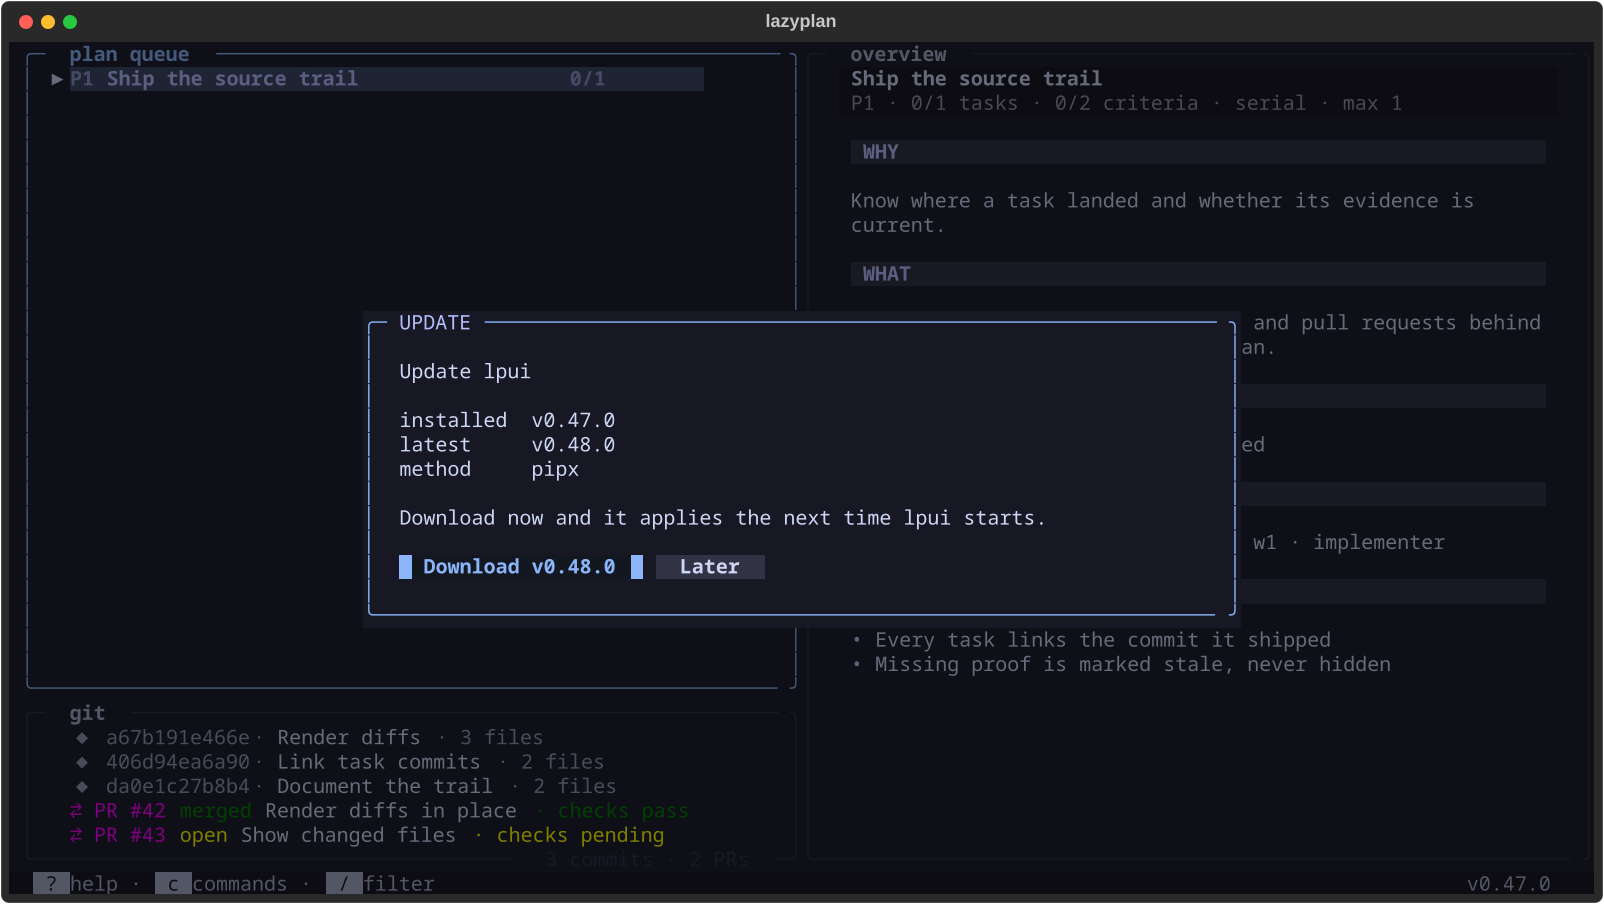 lazyplan
plan queue
▶ P1 Ship the source trail 0/1
overview
Ship the source trail
P1 · 0/1 tasks · 0/2 criteria · serial · max 1
WHY
Know where a task landed and whether its evidence is
current.
WHAT
and pull requests behind
an.
ed
w1 · implementer
• Every task links the commit it shipped
• Missing proof is marked stale, never hidden
UPDATE
Update lpui
installed v0.47.0
latest v0.48.0
method pipx
Download now and it applies the next time lpui starts.
Download v0.48.0 Later
git
◆ a67b191e466e· Render diffs · 3 files
◆ 406d94ea6a90· Link task commits · 2 files
◆ da0e1c27b8b4· Document the trail · 2 files
⇄ PR #42 merged Render diffs in place · checks pass
⇄ PR #43 open Show changed files · checks pending
3 commits · 2 PRs
? help · c commands · / filter
v0.47.0